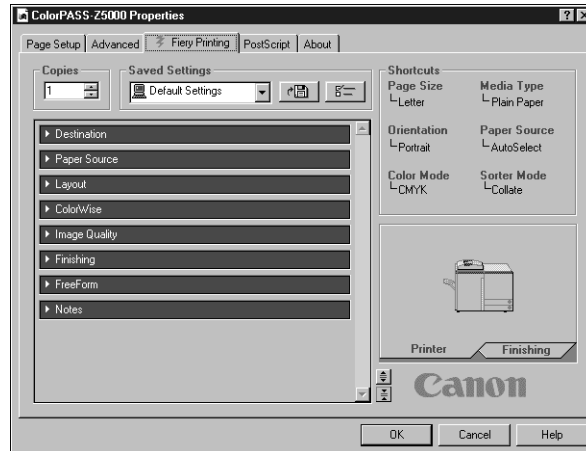 ColorPASS-Z5000 Properties
Page Setup Advanced Fiery Printing PostScript About
Copies Saved Settings
1 Default Settings
Destination
Paper Source
Layout
ColorWise
Image Quality
Finishing
FreeForm
Notes
Shortcuts
Page Size Media Type
Letter Plain Paper
Orientation Paper Source
Portrait AutoSelect
Color Mode Sorter Mode
CMYK Collate
Printer Finishing
Canon
OK Cancel Help